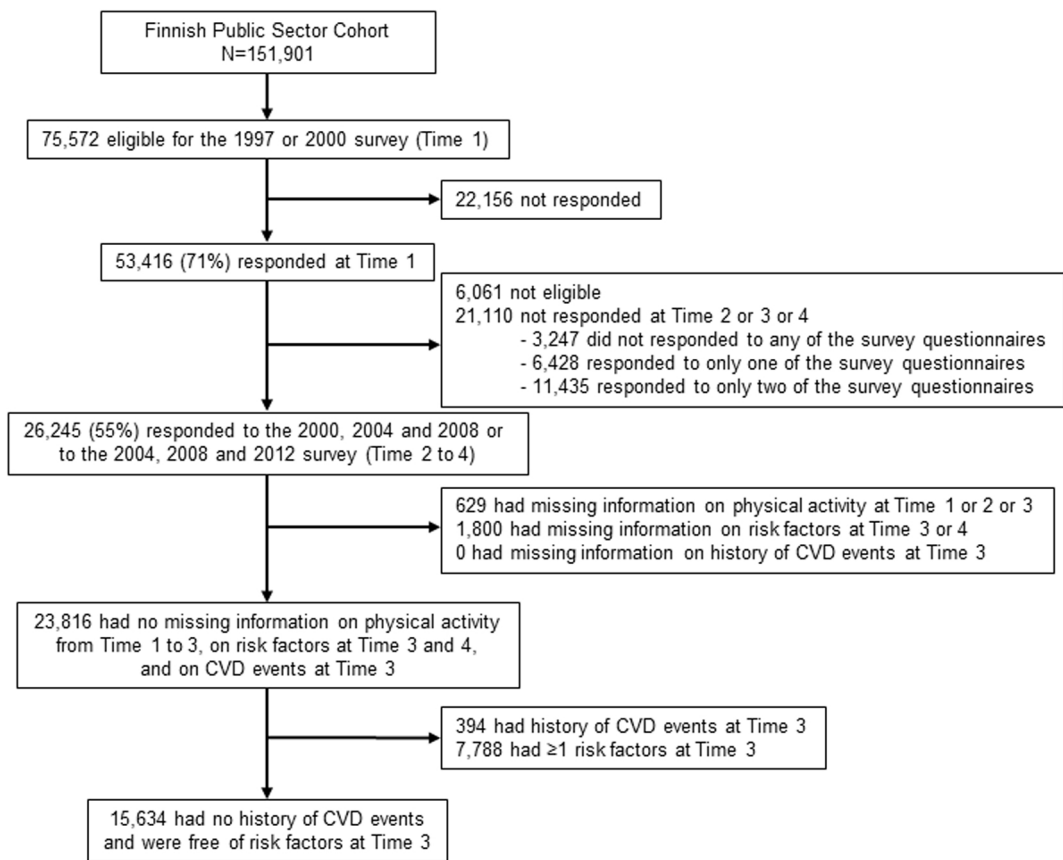 Finnish Public Sector Cohort
N=151,901
75,572 eligible for the 1997 or 2000 survey (Time 1)
22,156 not responded
53,416 (71%) responded at Time 1
6,061 not eligible
21,110 not responded at Time 2 or 3 or 4
- 3,247 did not responded to any of the survey questionnaires
- 6,428 responded to only one of the survey questionnaires
- 11,435 responded to only two of the survey questionnaires
26,245 (55%) responded to the 2000, 2004 and 2008 or
to the 2004, 2008 and 2012 survey (Time 2 to 4)
629 had missing information on physical activity at Time 1 or 2 or 3
1,800 had missing information on risk factors at Time 3 or 4
0 had missing information on history of CVD events at Time 3
23,816 had no missing information on physical activity
from Time 1 to 3, on risk factors at Time 3 and 4,
and on CVD events at Time 3
394 had history of CVD events at Time 3
7,788 had ≥1 risk factors at Time 3
15,634 had no history of CVD events
and were free of risk factors at Time 3